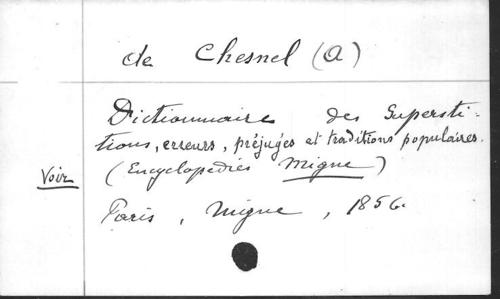 de Chesnel (A)
Dictionnaire des Supersti-
tions, erreurs, préjugés et traditions populaires.
(Encyclopédies Migne)
Voir
Paris, Migne, 1856.